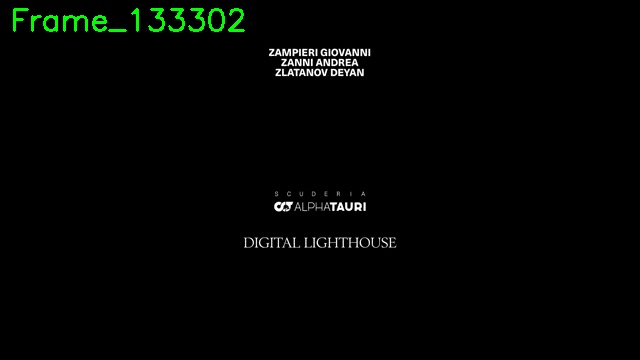 Frame_133302
ZAMPIERI GIOVANNI
ZANNI ANDREA
ZLATANOV DEYAN
SCUDERIA
ALPHATAURI
DIGITAL LIGHTHOUSE